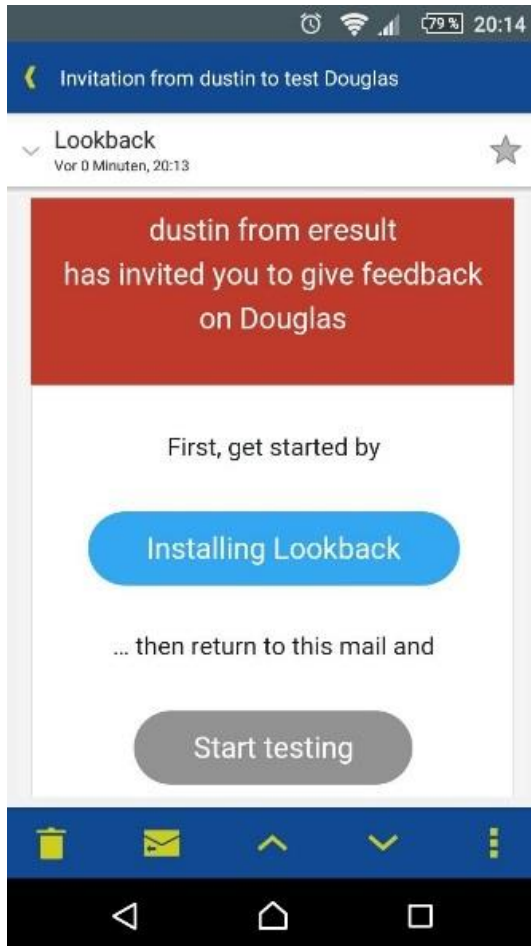 79 % 20:14
Invitation from dustin to test Douglas
Lookback
Vor 0 Minuten, 20:13
dustin from eresult
has invited you to give feedback
on Douglas
First, get started by
Installing Lookback
... then return to this mail and
Start testing